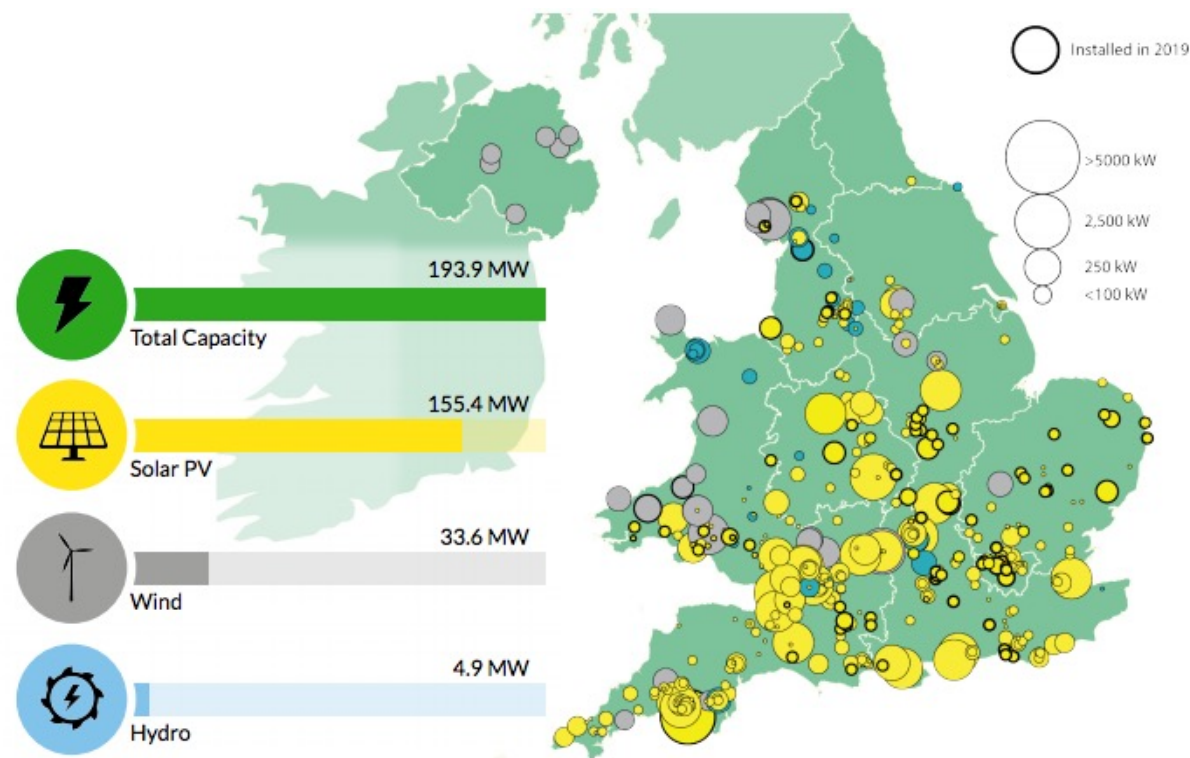 Installed in 2019
>5000 kW
2,500 kW
250 kW
<100 kW
193.9 MW
Total Capacity
155.4 MW
Solar PV
33.6 MW
Wind
4.9 MW
Hydro